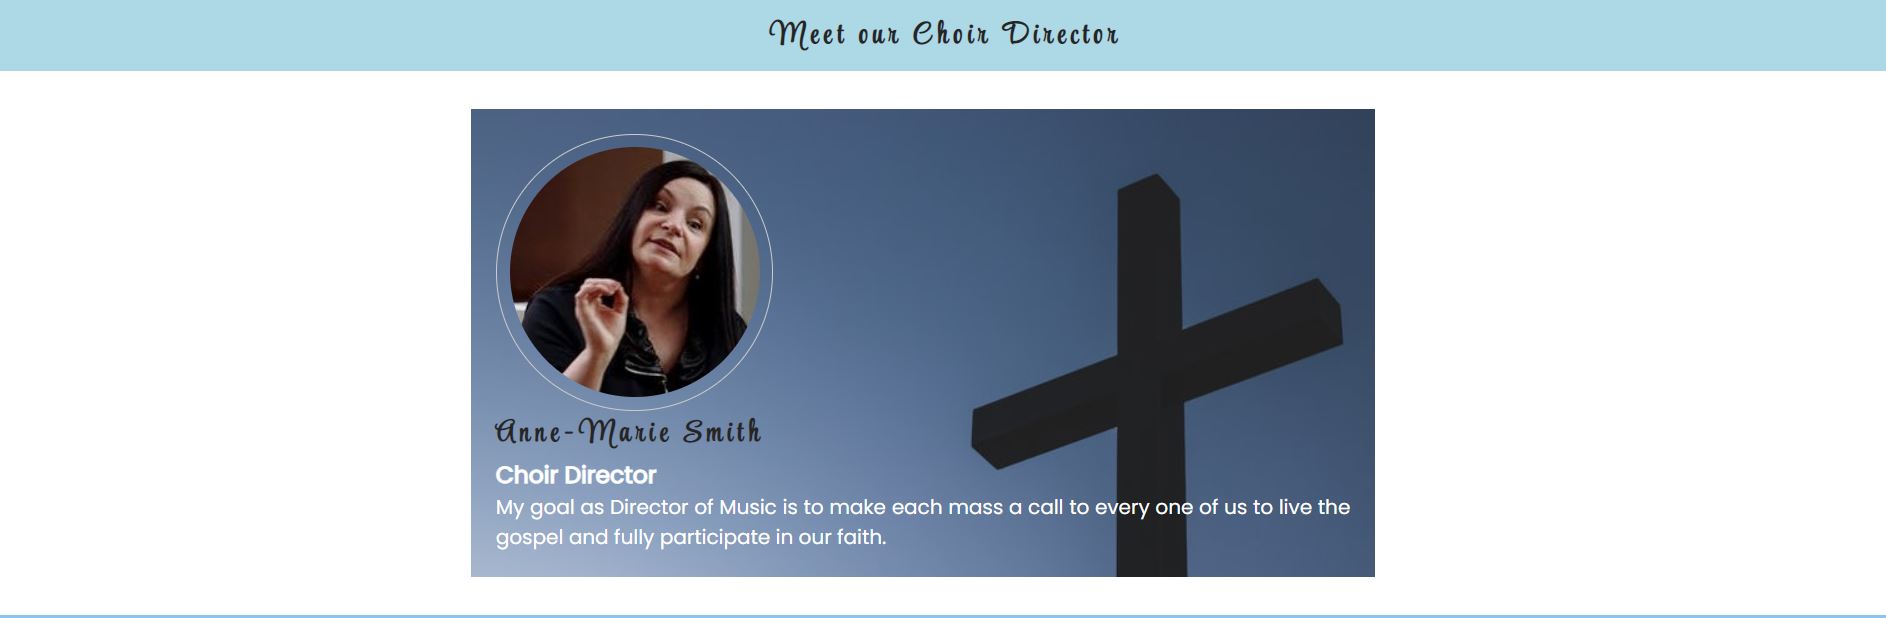 Meet our Choir Director
Anne-Marie Smith
Choir Director
My goal as Director of Music is to make each mass a call to every one of us to live the
gospel and fully participate in our faith.